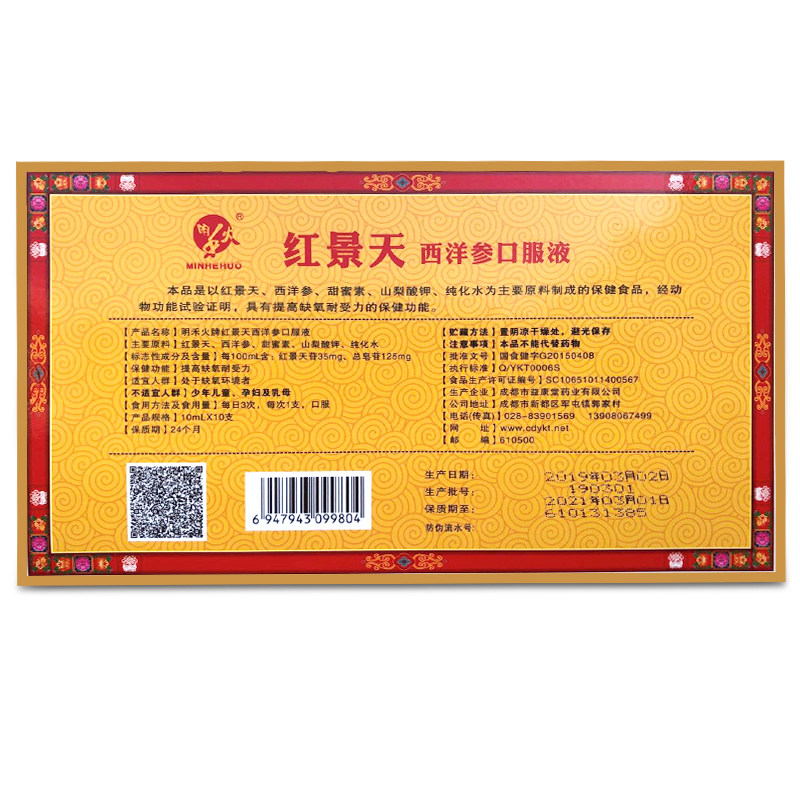 明禾火®
MINHEHUO
红景天 西洋参口服液
本品是以红景天、西洋参、甜蜜素、山梨酸钾、纯化水为主要原料制成的保健食品，经动
物功能试验证明，具有提高缺氧耐受力的保健功能。
【产品名称】明禾火牌红景天西洋参口服液
【主要原料】红景天、西洋参、甜蜜素、山梨酸钾、纯化水
【标志性成分及含量】每100mL含：红景天苷35mg、总皂苷125mg
【保健功能】提高缺氧耐受力
【适宜人群】处于缺氧环境者
【不适宜人群】少年儿童、孕妇及乳母
【食用方法及食用量】每日3次，每次1支，口服
【产品规格】10mLX10支
【保质期】24个月
【贮藏方法】置阴凉干燥处，避光保存
【注意事项】本品不能代替药物
【批准文号】国食健字G20150408
【执行标准】Q/YKT0006S
【食品生产许可证编号】SC10651011400567
【生产企业】成都市益康堂药业有限公司
【公司地址】成都市新都区军屯镇郭家村
【电话(传真)】028-83901569 13908067499
【网 址】www.cdykt.net
【邮 编】610500
6 947943 099804
生产日期： 2019年03月02日
生产批号： 190301
保质期至： 2021年03月01日
防伪流水号: 610131385